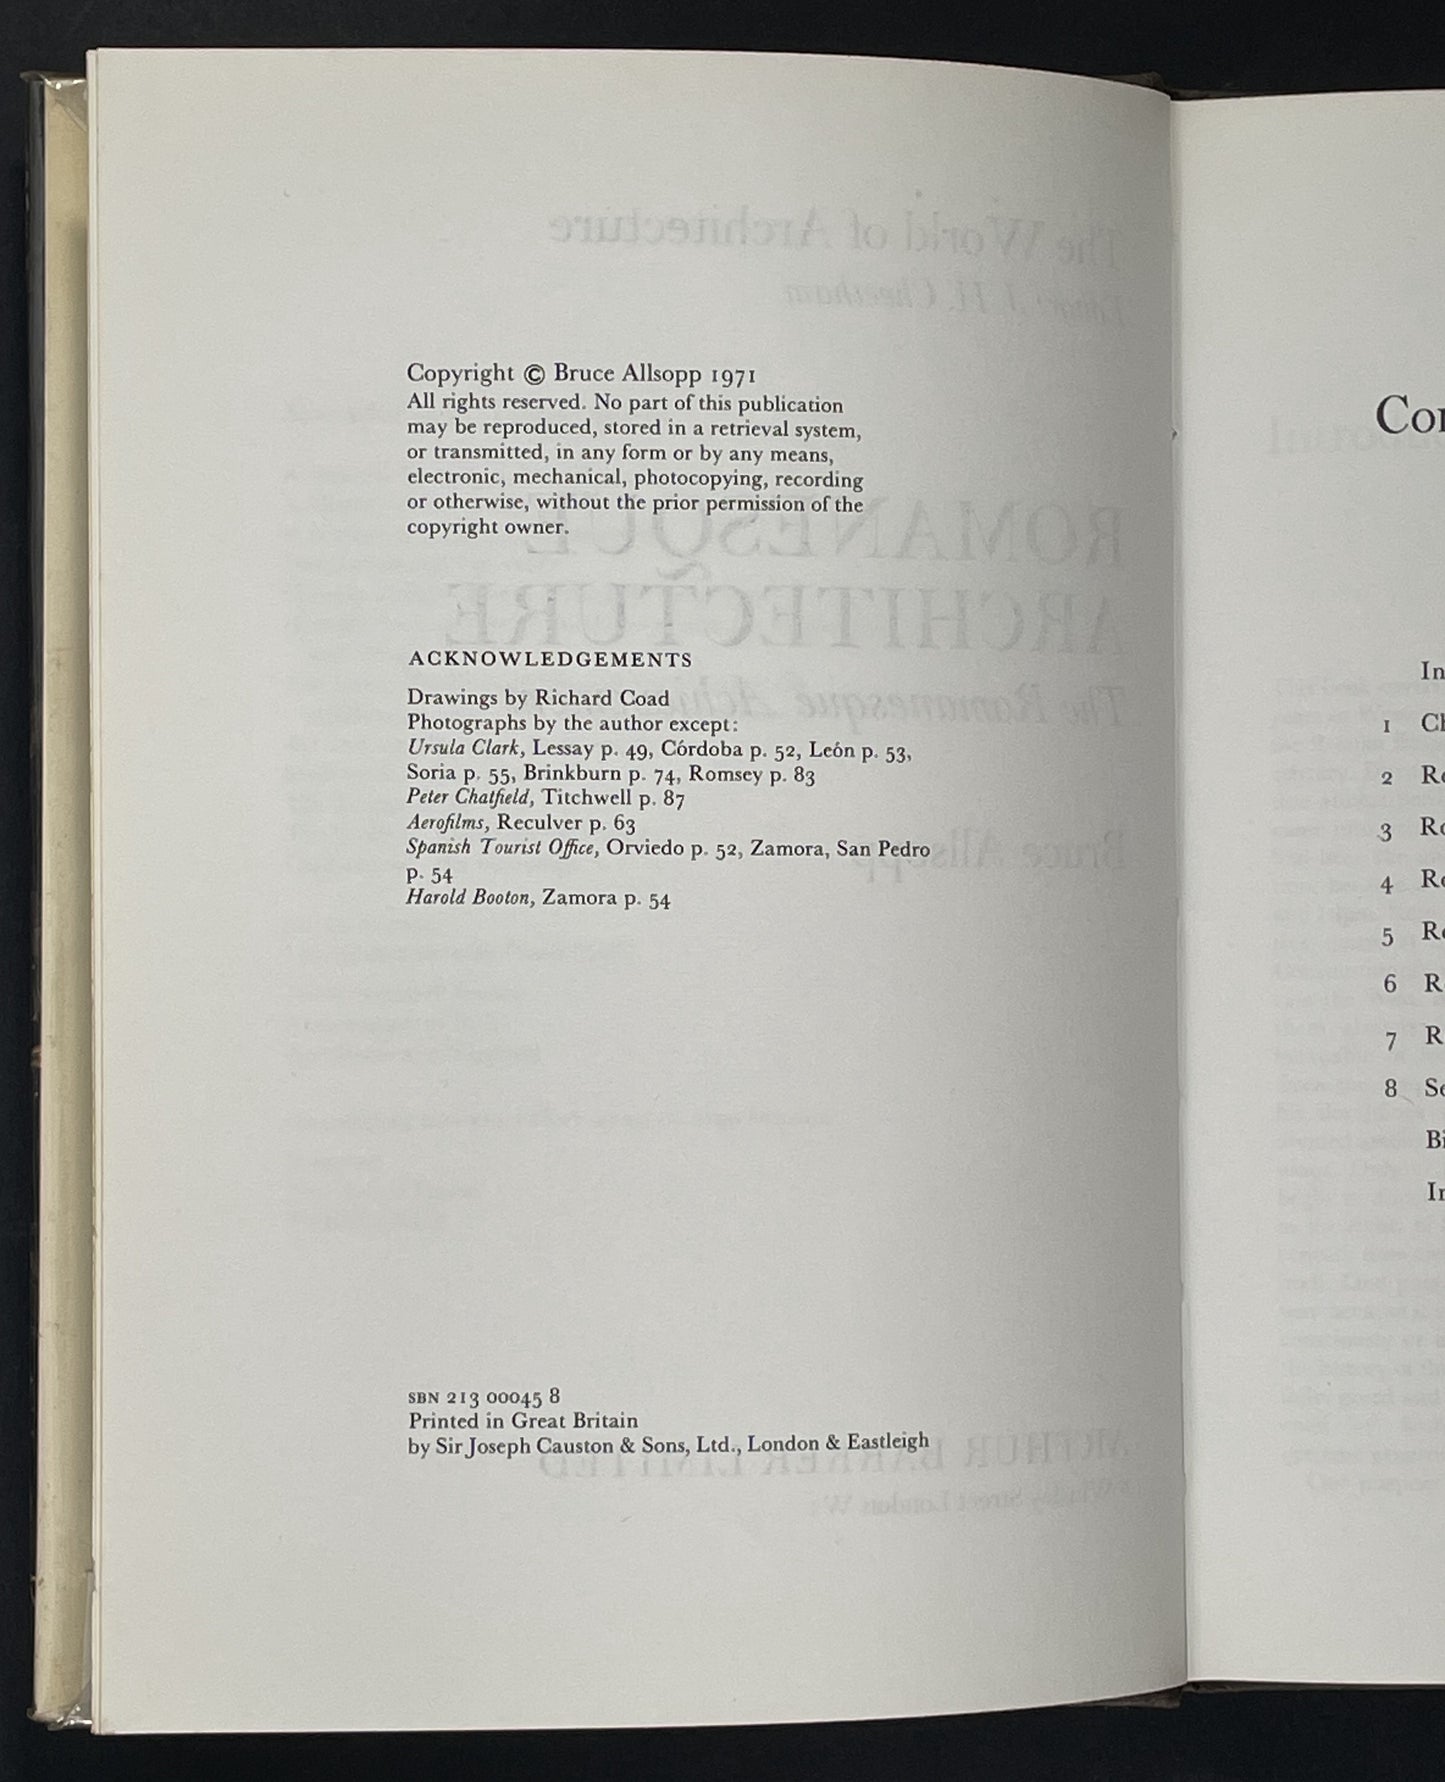 Copyright © Bruce Allsopp 1971
All rights reserved. No part of this publication
may be reproduced, stored in a retrieval system,
or transmitted, in any form or by any means,
electronic, mechanical, photocopying, recording
or otherwise, without the prior permission of the
copyright owner.
ACKNOWLEDGEMENTS
Drawings by Richard Coad
Photographs by the author except:
Ursula Clark, Lessay p. 49, Córdoba p. 52, León p. 53,
Soria p. 55, Brinkburn p. 74, Romsey p. 83
Peter Chatfield, Titchwell p. 87
Aerofilms, Reculver p. 63
Spanish Tourist Office, Orviedo p. 52, Zamora, San Pedro
p. 54
Harold Booton, Zamora p. 54
SBN 213 00045 8
Printed in Great Britain
by Sir Joseph Causton & Sons, Ltd., London & Eastleigh
1
2
3
4
5
6
7
8